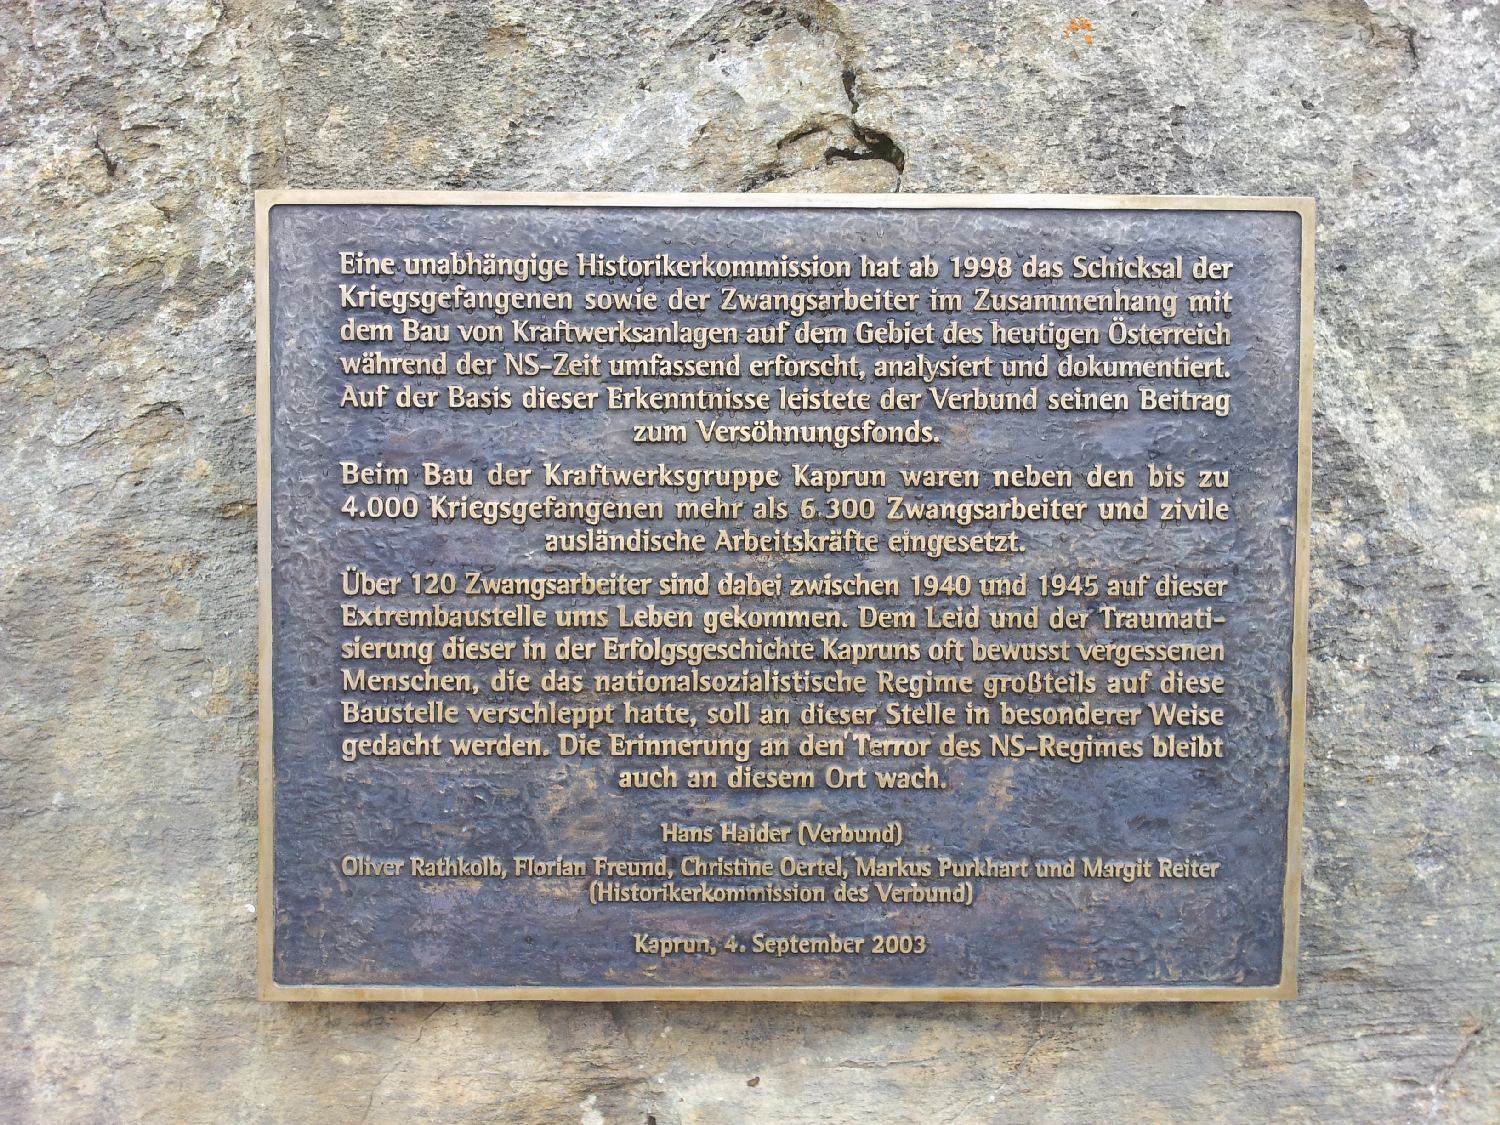 Eine unabhängige Historikerkommission hat ab 1998 das Schicksal der
Kriegsgefangenen sowie der Zwangsarbeiter im Zusammenhang mit
dem Bau von Kraftwerksanlagen auf dem Gebiet des heutigen Österreich
während der NS-Zeit umfassend erforscht, analysiert und dokumentiert.
Auf der Basis dieser Erkenntnisse leistete der Verbund seinen Beitrag
zum Versöhnungsfonds.
Beim Bau der Kraftwerksgruppe Kaprun waren neben den bis zu
4.000 Kriegsgefangenen mehr als 6.300 Zwangsarbeiter und zivile
ausländische Arbeitskräfte eingesetzt.
Über 120 Zwangsarbeiter sind dabei zwischen 1940 und 1945 auf dieser
Extrembaustelle ums Leben gekommen. Dem Leid und der Traumati-
sierung dieser in der Erfolgsgeschichte Kapruns oft bewusst vergessenen
Menschen, die das nationalsozialistische Regime großteils auf diese
Baustelle verschleppt hatte, soll an dieser Stelle in besonderer Weise
gedacht werden. Die Erinnerung an den Terror des NS-Regimes bleibt
auch an diesem Ort wach.
Hans Haider (Verbund)
Oliver Rathkolb, Florian Freund, Christine Oertel, Markus Purkhart und Margit Reiter
(Historikerkommission des Verbund)
Kaprun, 4. September 2003